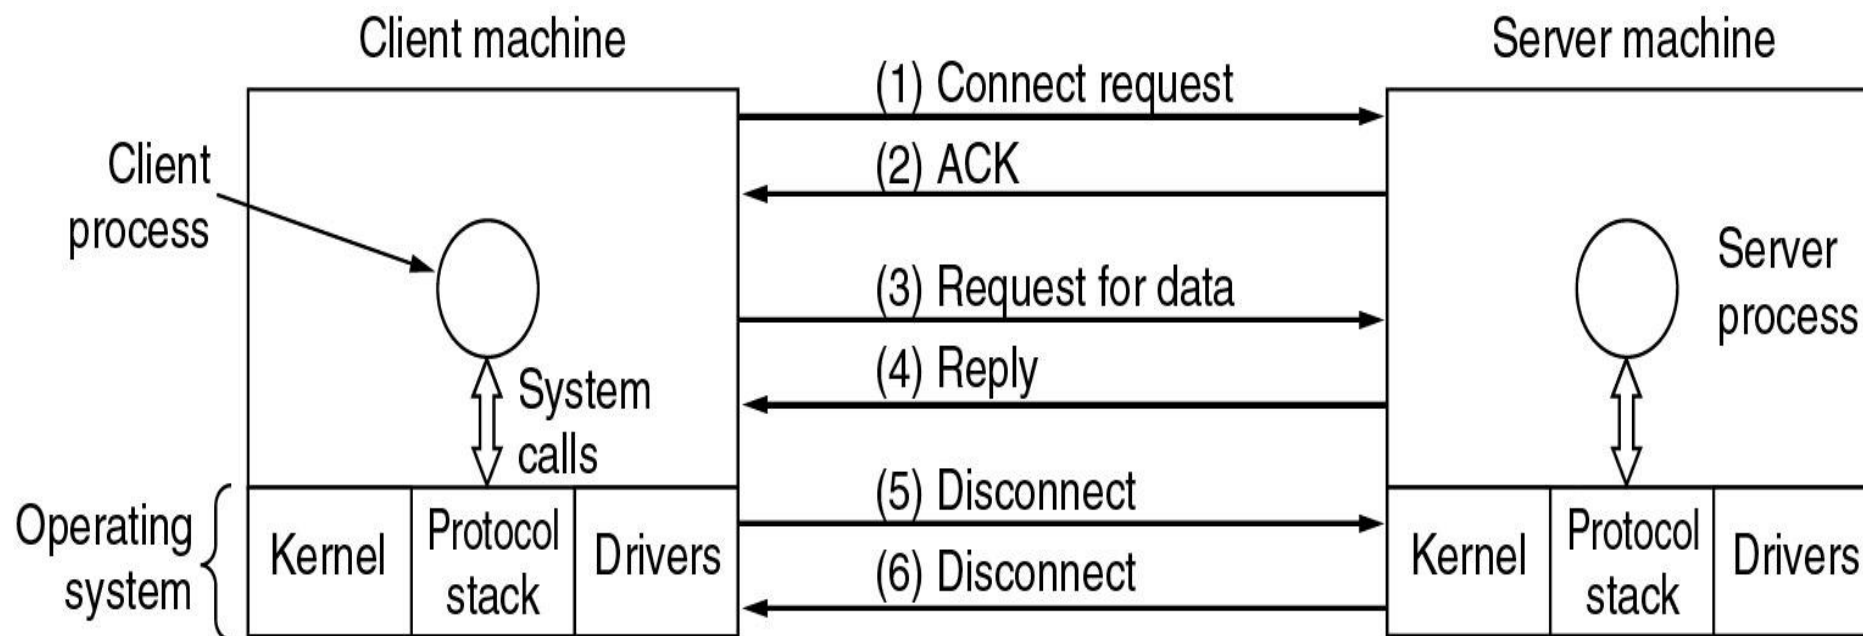 Client machine
Server machine
(1) Connect request
(2) ACK
Client
process
(3) Request for data
Server
process
(4) Reply
System
calls
(5) Disconnect
Operating
system
Kernel
Protocol
stack
Drivers
(6) Disconnect
Kernel
Protocol
stack
Drivers